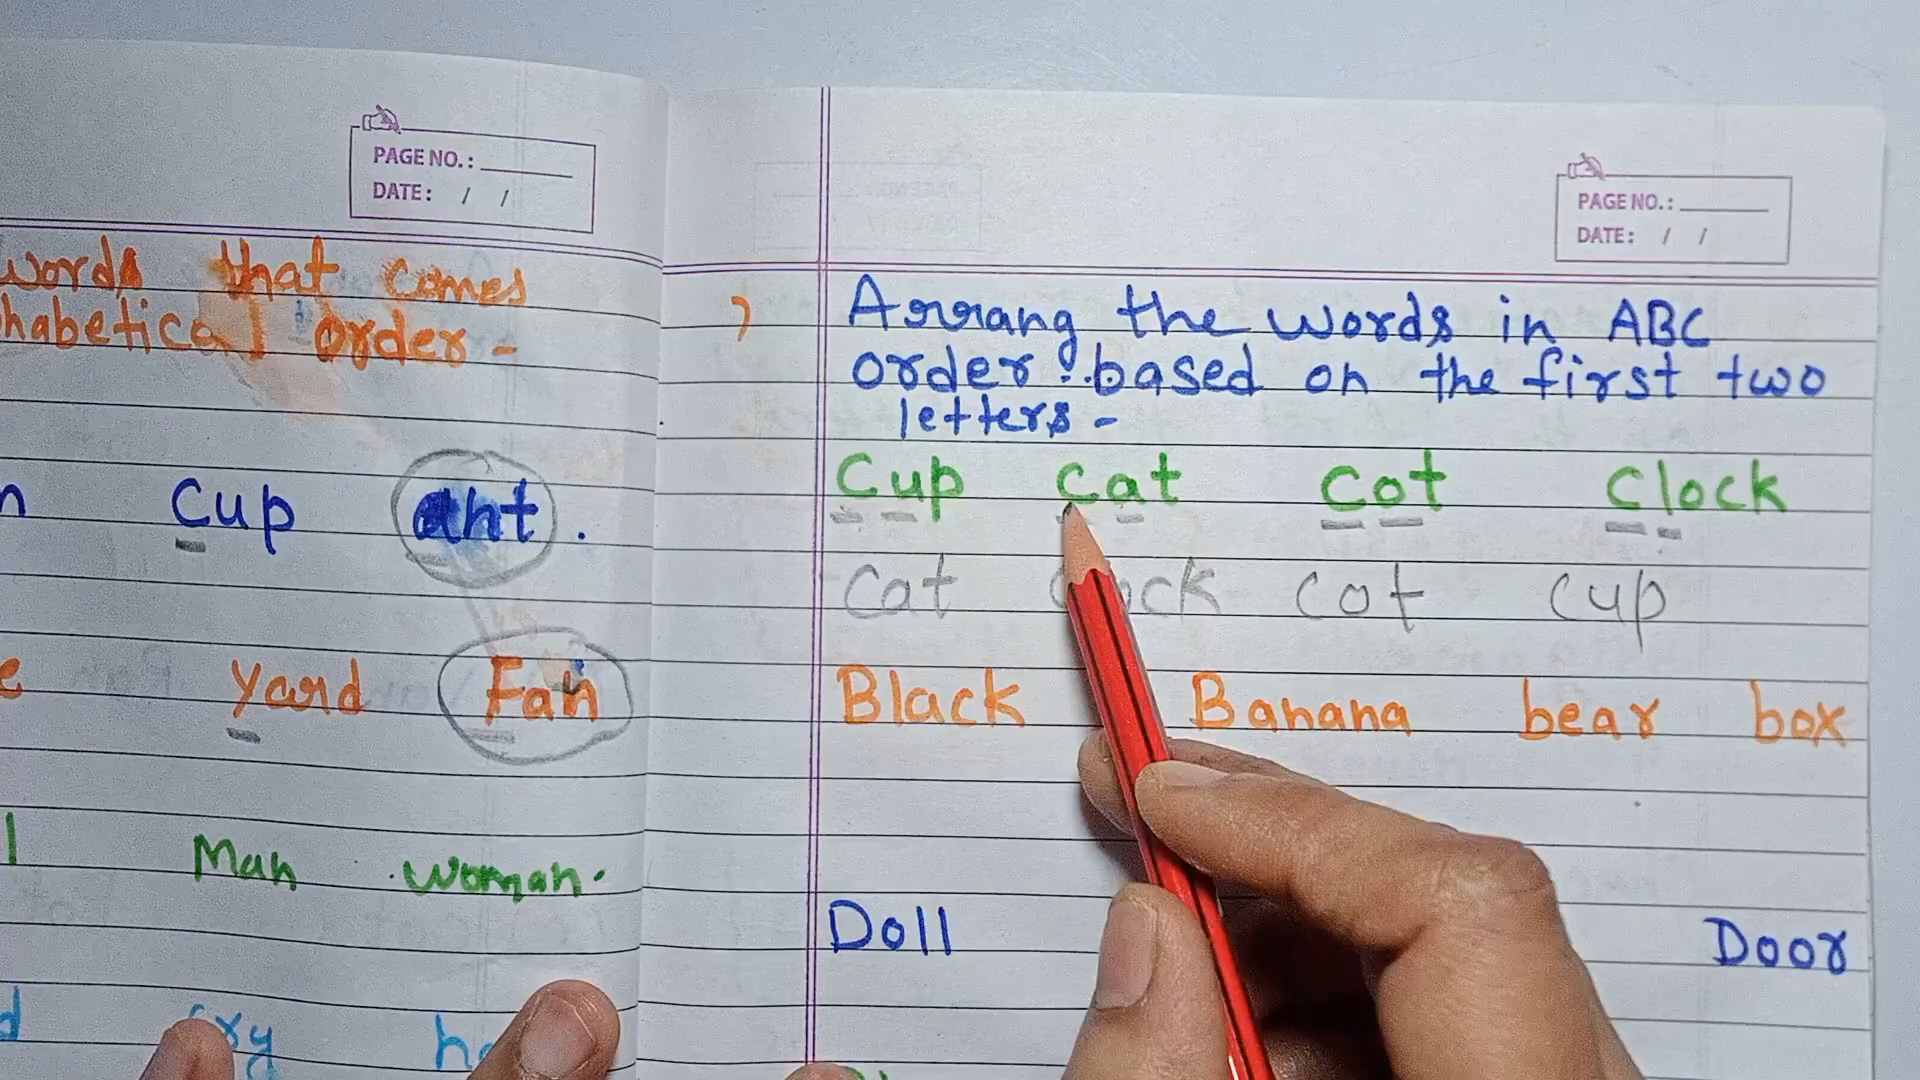 PAGE NO.:
DATE: / /
words that comes
habetical order -
Cup aht.
Yard Fan
Man woman.
PAGE NO.:
DATE: / /
Arrang the words in ABC
order based on the first two
letters -
Cup cat cot clock
cat cot cup
Black Banana bear box
Doll Door